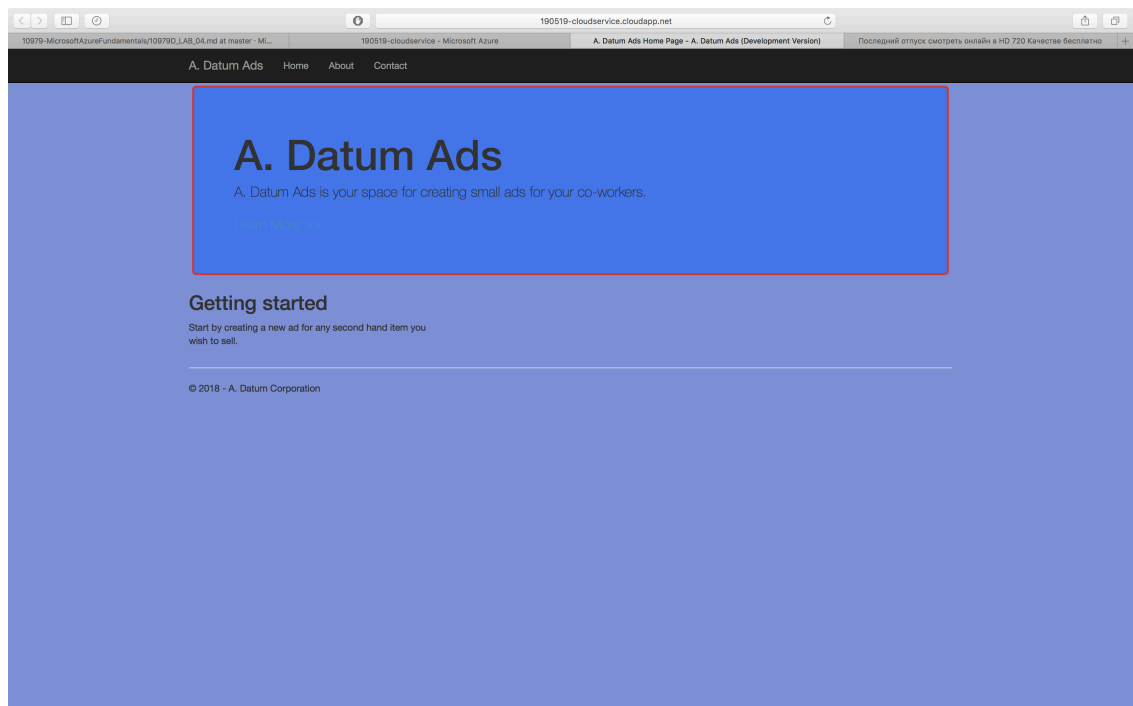 190519-cloudservice.cloudapp.net
10979-MicrosoftAzureFundamentals/10979D_LAB_04.md at master · Mi...
190519-cloudservice - Microsoft Azure
A. Datum Ads Home Page - A. Datum Ads (Development Version)
Последний отпуск смотреть онлайн в HD 720 Качестве бесплатно
A. Datum Ads Home About Contact
A. Datum Ads
A. Datum Ads is your space for creating small ads for your co-workers.
Learn More >>
Getting started
Start by creating a new ad for any second hand item you
wish to sell.
© 2018 - A. Datum Corporation